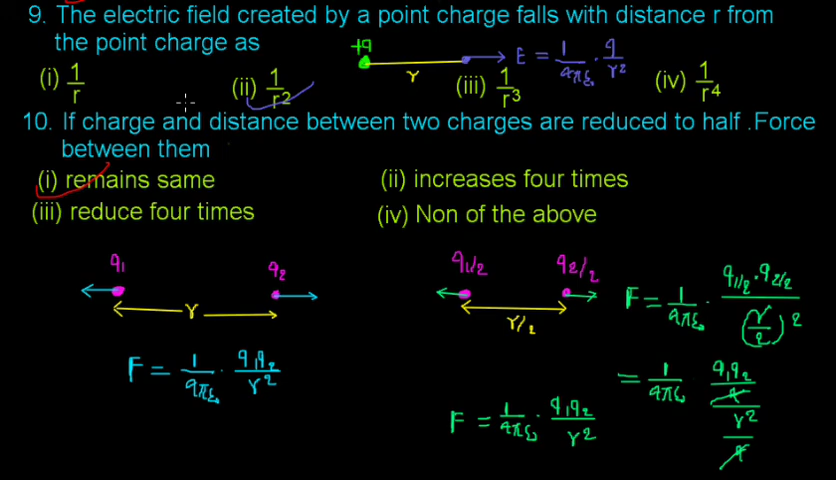 9. The electric field created by a point charge falls with distance r from
the point charge as
+q
r
E = 1/4πε₀ · q/r²
(i) 1/r (ii) 1/r2 (iii) 1/r3 (iv) 1/r4
10. If charge and distance between two charges are reduced to half .Force
between them
(i) remains same (ii) increases four times
(iii) reduce four times (iv) Non of the above
q1 q2
r
F = 1/4πε₀ · q1q2/r2
q1/2 q2/2
r/2
F = 1/4πε₀ · q1/2 · q2/2 / (r/2)2
= 1/4πε₀ q1q2/4 / r2/4
F = 1/4πε₀ · q1q2/r2